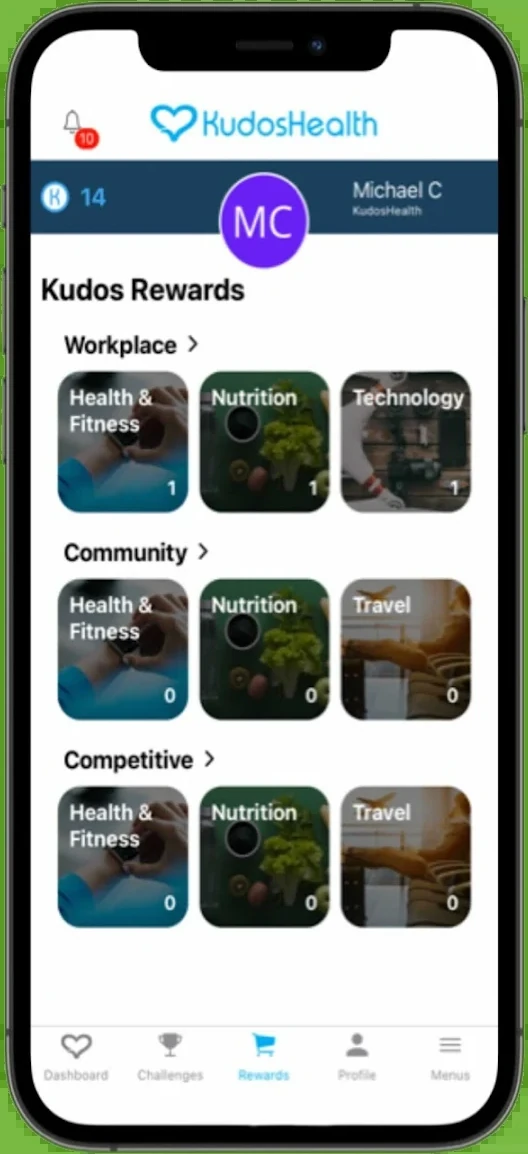 10
KudosHealth
K 14
MC
Michael C
KudosHealth
Kudos Rewards
Workplace >
Health &
Fitness
1
Nutrition
1
Technology
1
Community >
Health &
Fitness
0
Nutrition
0
Travel
0
Competitive >
Health &
Fitness
0
Nutrition
0
Travel
0
Dashboard
Challenges
Rewards
Profile
Menus